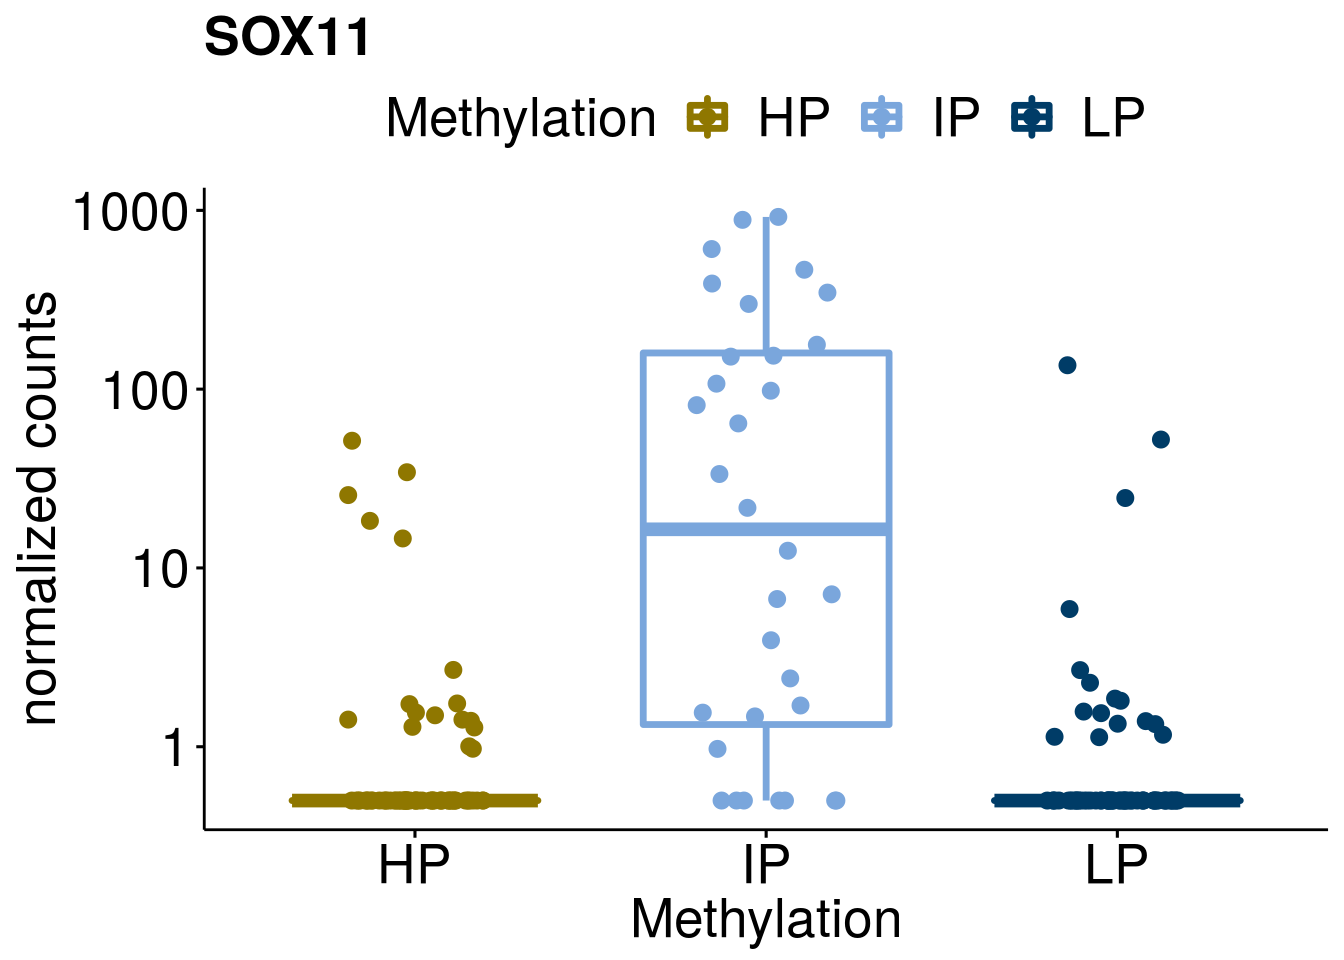 SOX11
Methylation HP IP LP
1000
100
10
1
normalized counts
HP IP LP
Methylation